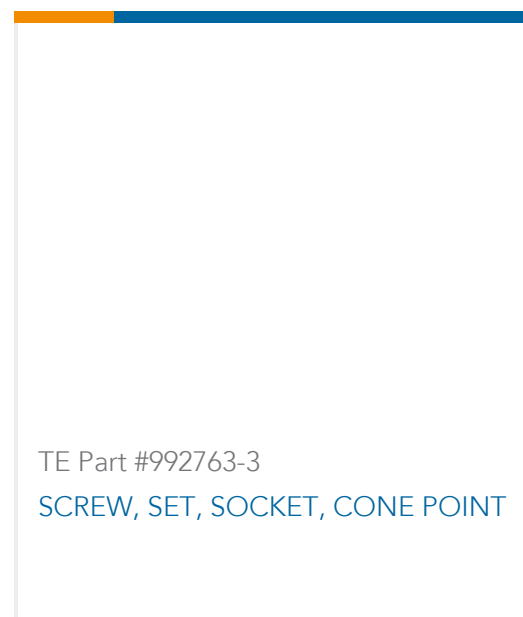 TE Part #992763-3
SCREW, SET, SOCKET, CONE POINT